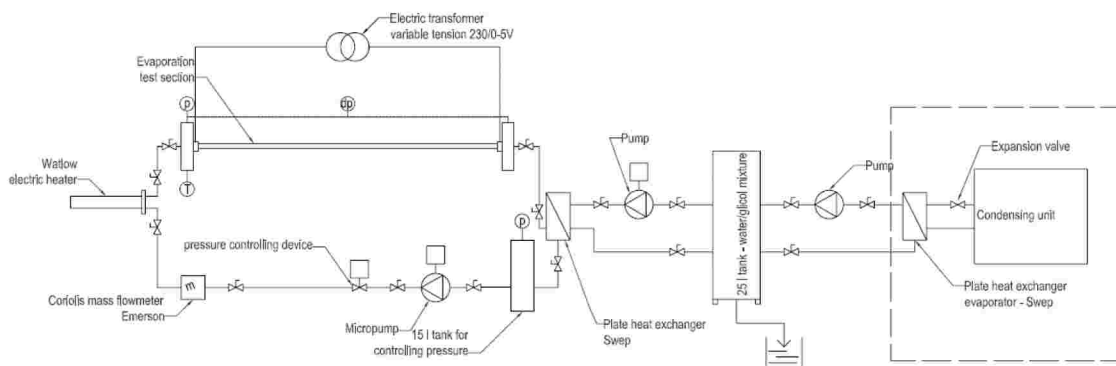 Electric transformer
variable tension 230/0-5V
Evaporation
test section
p
dp
Watlow
electric heater
T
Pump
Pump
Expansion valve
Condensing unit
25 l tank - water/glicol mixture
p
pressure controlling device
m
Coriolis mass flowmeter
Emerson
Micropump
15 l tank for
controlling pressure
Plate heat exchanger
Swep
Plate heat exchanger
evaporator - Swep